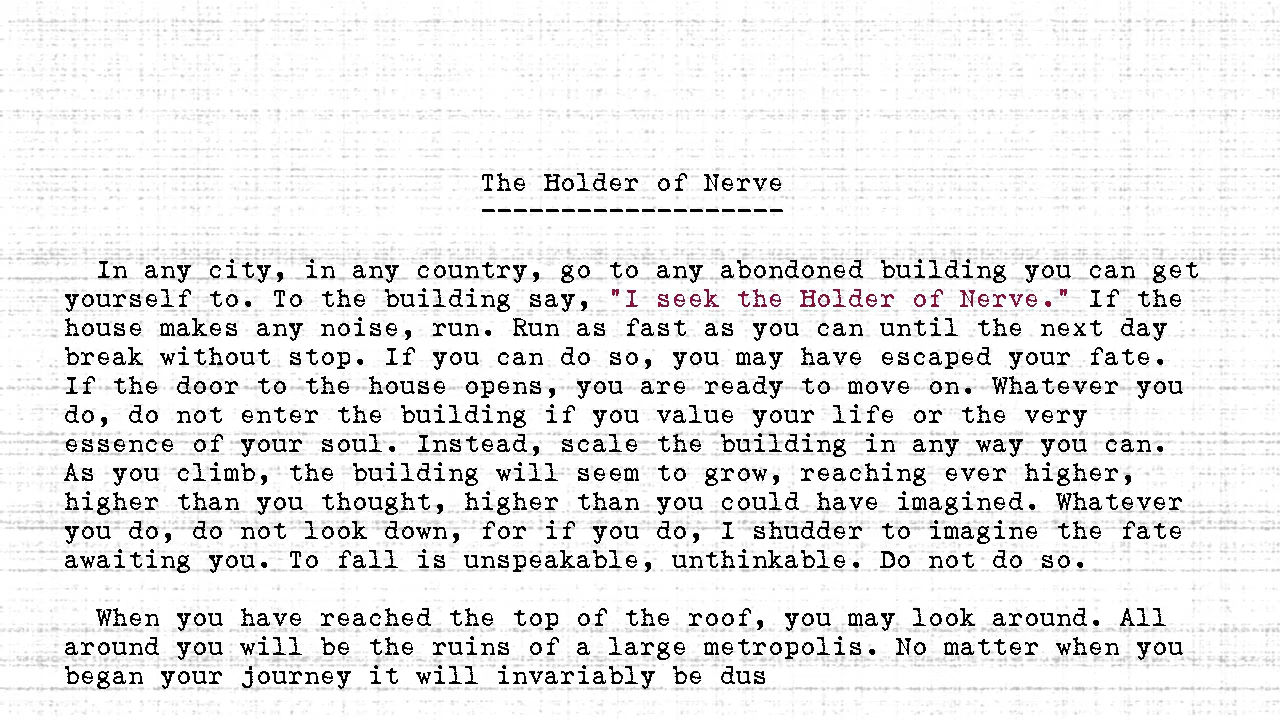 The Holder of Nerve
-------------------
In any city, in any country, go to any abondoned building you can get
yourself to. To the building say, "I seek the Holder of Nerve." If the
house makes any noise, run. Run as fast as you can until the next day
break without stop. If you can do so, you may have escaped your fate.
If the door to the house opens, you are ready to move on. Whatever you
do, do not enter the building if you value your life or the very
essence of your soul. Instead, scale the building in any way you can.
As you climb, the building will seem to grow, reaching ever higher,
higher than you thought, higher than you could have imagined. Whatever
you do, do not look down, for if you do, I shudder to imagine the fate
awaiting you. To fall is unspeakable, unthinkable. Do not do so.
When you have reached the top of the roof, you may look around. All
around you will be the ruins of a large metropolis. No matter when you
began your journey it will invariably be dus